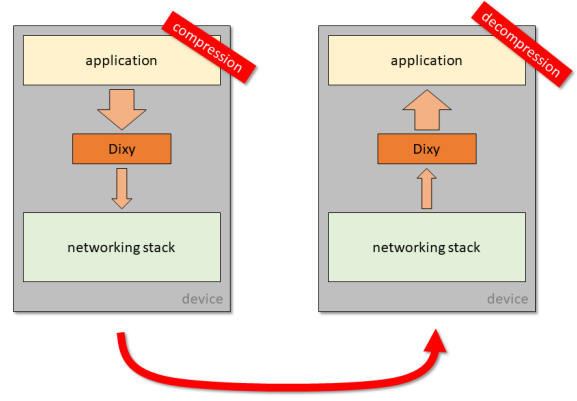 compression
application
Dixy
networking stack
device
decompression
application
Dixy
networking stack
device